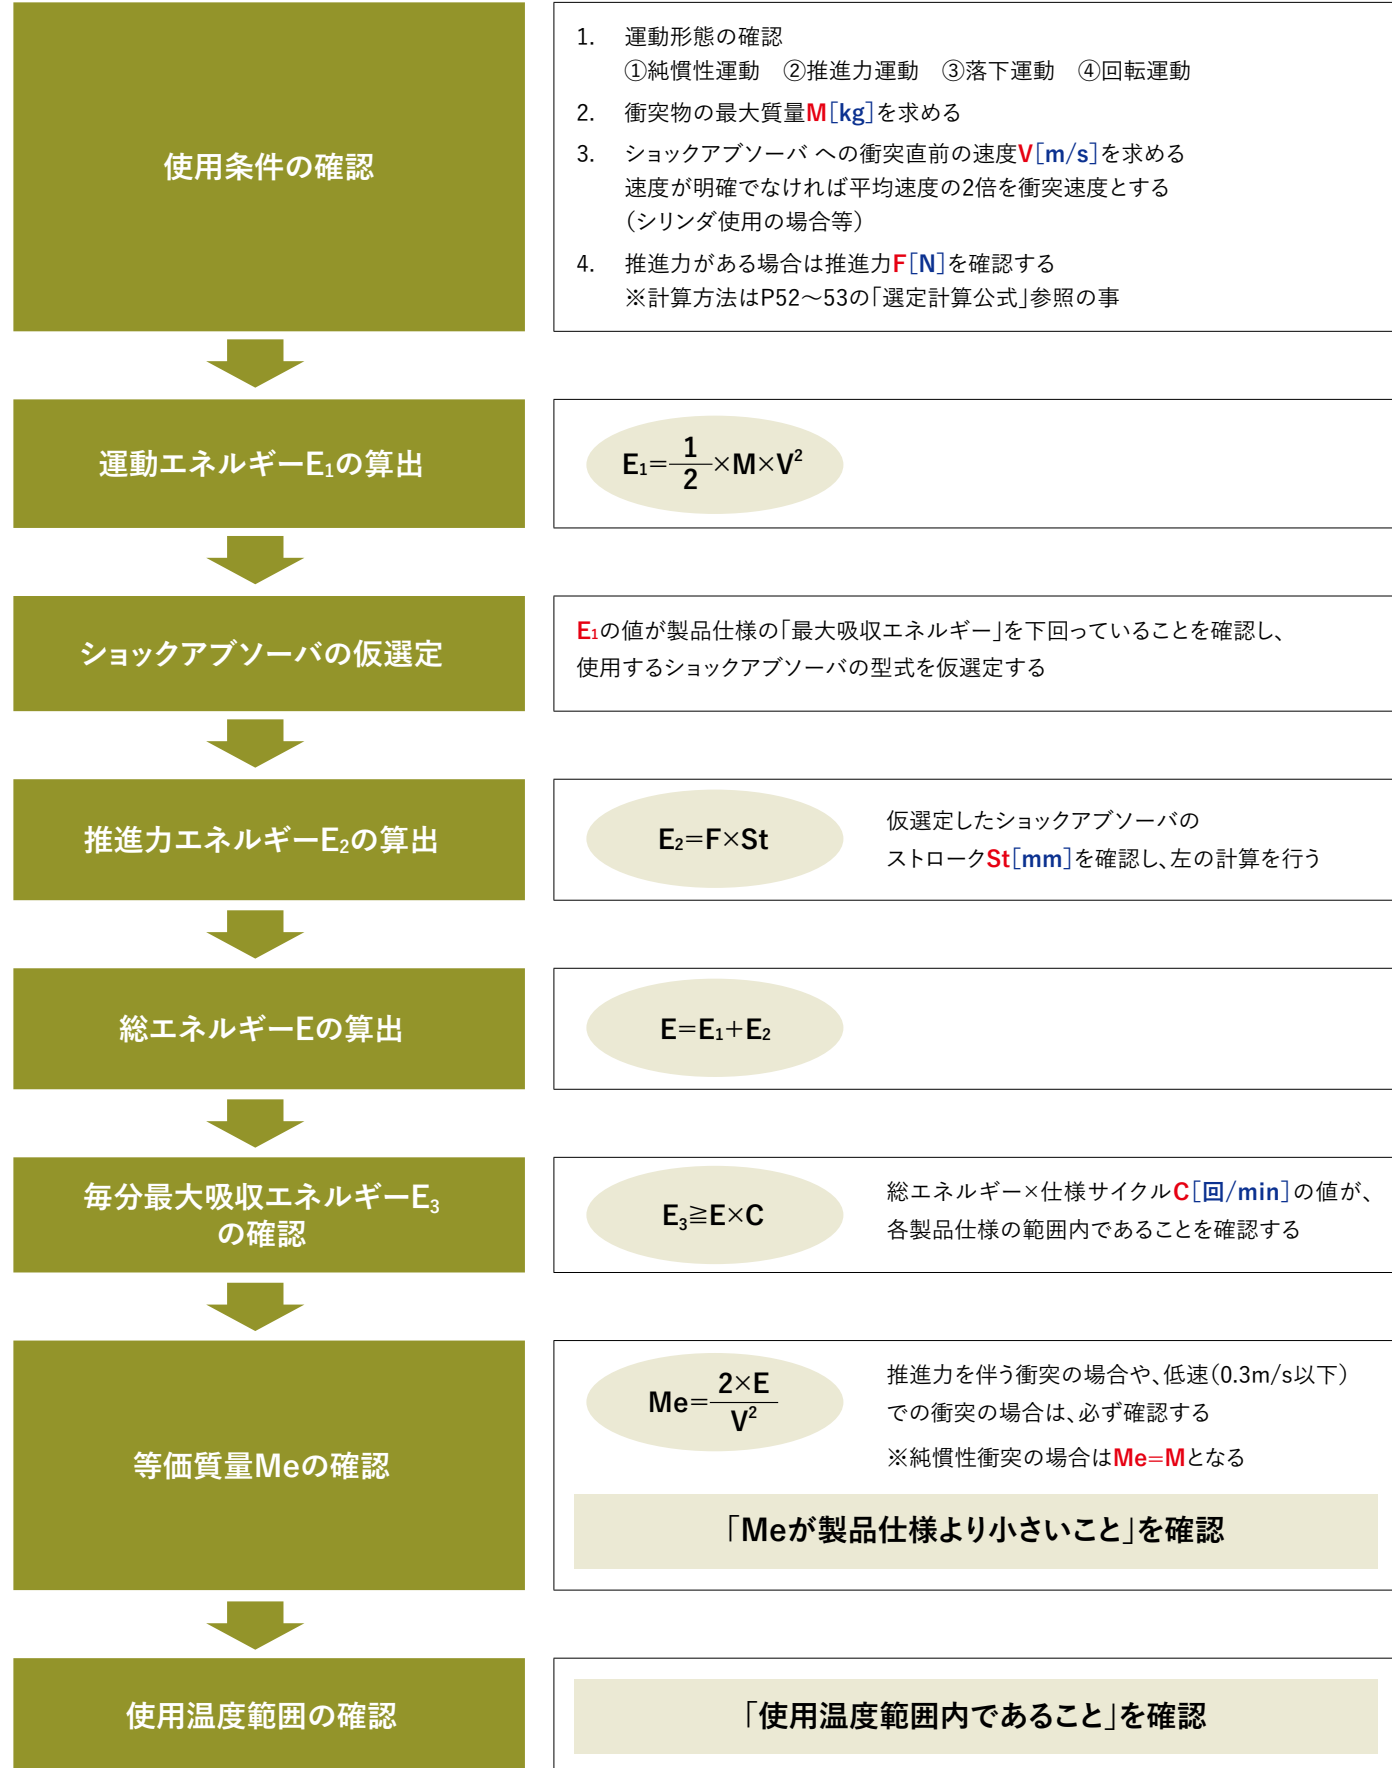 使用条件の確認
1. 運動形態の確認
①純慣性運動 ②推進力運動 ③落下運動 ④回転運動
2. 衝突物の最大質量M[kg]を求める
3. ショックアブソーバ への衝突直前の速度V[m/s]を求める
速度が明確でなければ平均速度の2倍を衝突速度とする
（シリンダ使用の場合等）
4. 推進力がある場合は推進力F[N]を確認する
※計算方法はP52～53の「選定計算公式」参照の事
運動エネルギーE₁の算出
E₁=1/2×M×V²
ショックアブソーバの仮選定
E₁の値が製品仕様の「最大吸収エネルギー」を下回っていることを確認し、
使用するショックアブソーバの型式を仮選定する
推進力エネルギーE₂の算出
E₂=F×St
仮選定したショックアブソーバの
ストロークSt[mm]を確認し、左の計算を行う
総エネルギーEの算出
E=E₁+E₂
毎分最大吸収エネルギーE₃
の確認
E₃≧E×C
総エネルギー×仕様サイクルC[回/min]の値が、
各製品仕様の範囲内であることを確認する
等価質量Meの確認
Me=2×E/V²
推進力を伴う衝突の場合や、低速（0.3m/s以下）
での衝突の場合は、必ず確認する
※純慣性衝突の場合はMe=Mとなる
「Meが製品仕様より小さいこと」を確認
使用温度範囲の確認
「使用温度範囲内であること」を確認